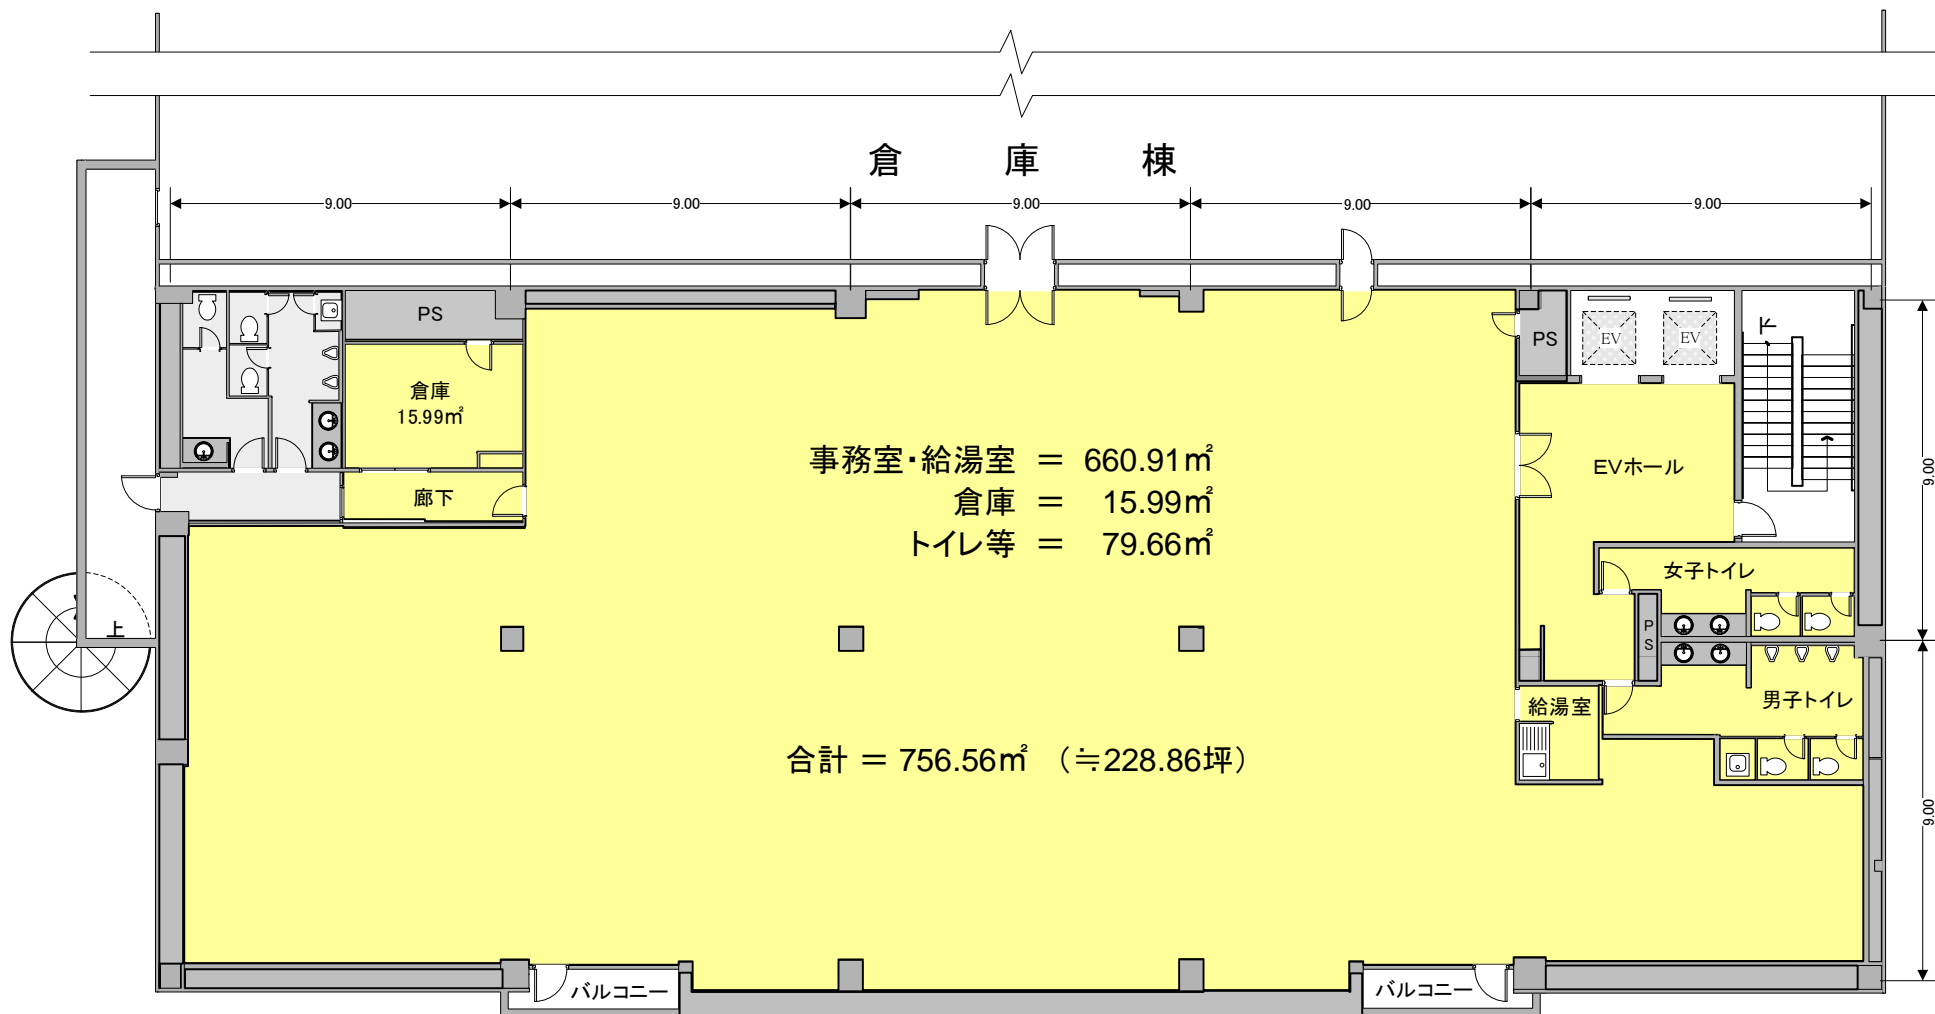 倉 庫 棟
9.00
9.00
9.00
9.00
9.00
PS
倉庫
15.99㎡
廊下
上
事務室・給湯室 ＝ 660.91㎡
倉庫 ＝ 15.99㎡
トイレ等 ＝ 79.66㎡
合計 ＝ 756.56㎡ （≒228.86坪）
PS
EV
EV
下
EVホール
女子トイレ
PS
男子トイレ
給湯室
9.00
9.00
バルコニー
バルコニー